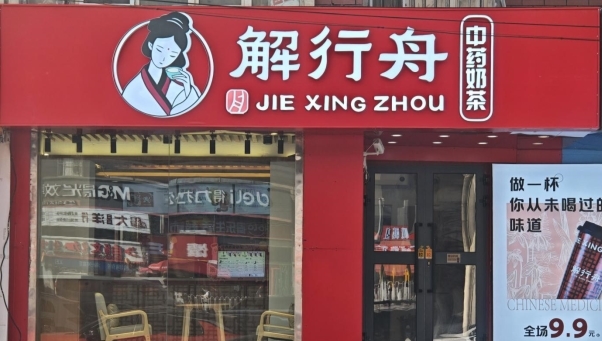 解行舟
JIE XING ZHOU
中药奶茶
做一杯
你从未喝过的
味道
CHINESE MEDICI
全场9.9元